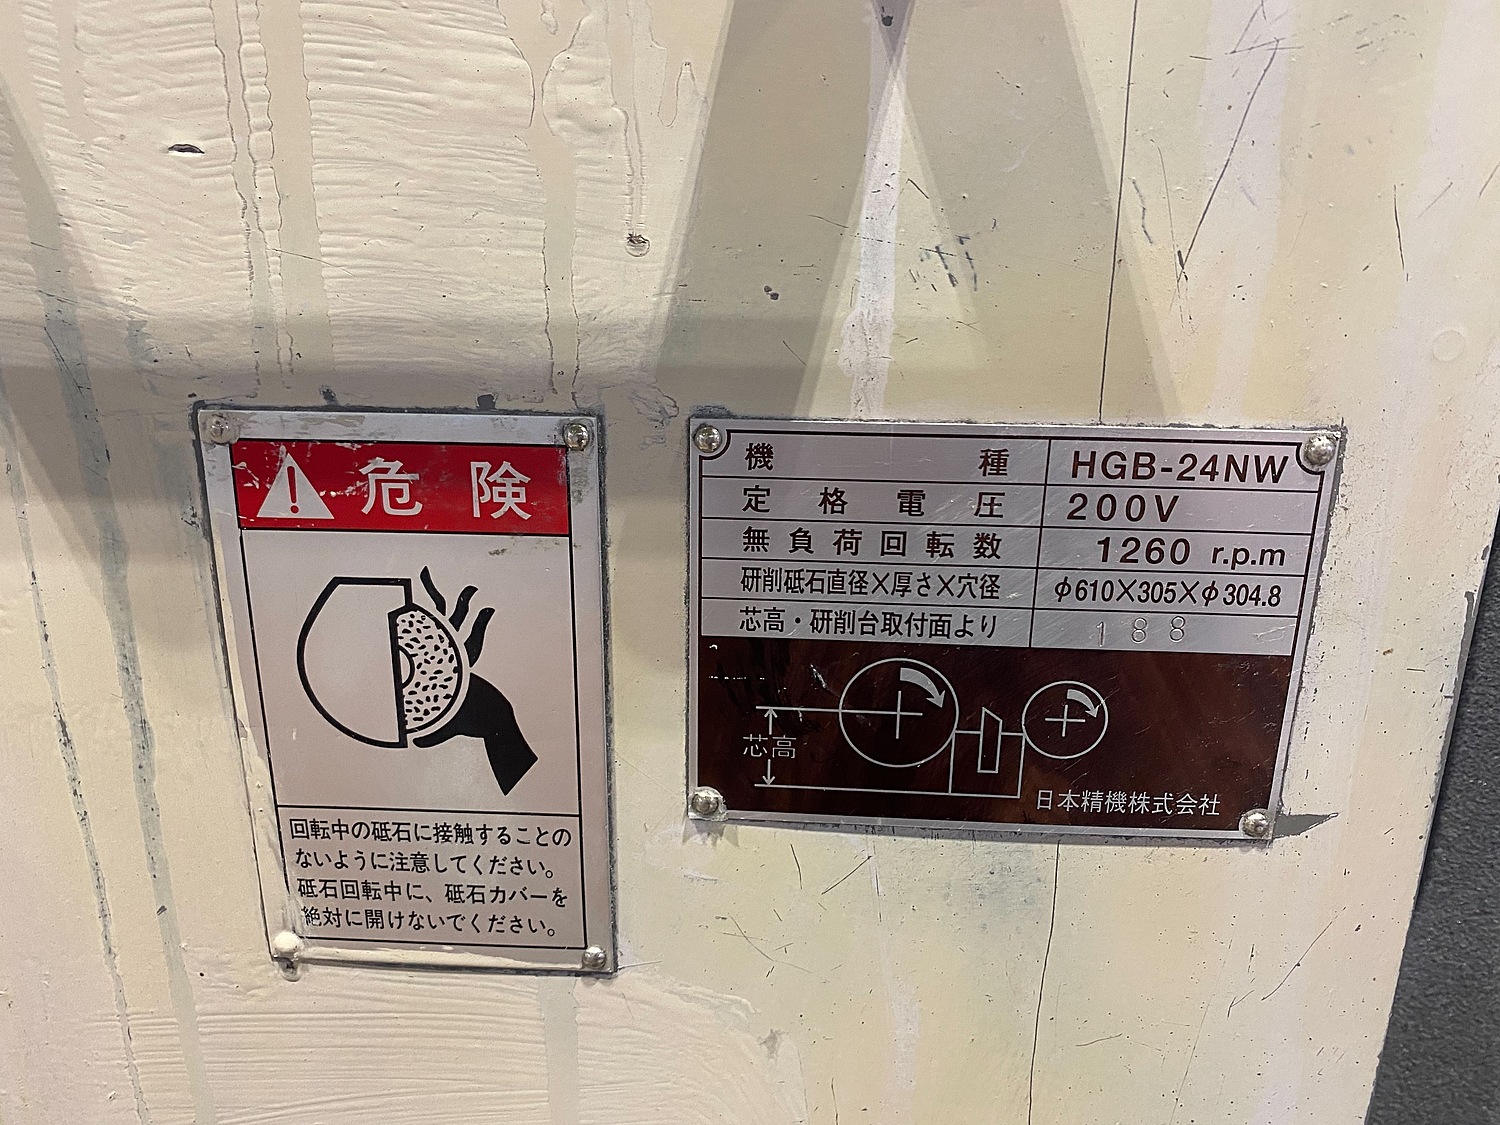 危険
回転中の砥石に接触することの
ないように注意してください。
砥石回転中に、砥石カバーを
絶対に開けないでください。
機種 HGB-24NW
定格電圧 200V
無負荷回転数 1260 r.p.m
研削砥石直径×厚さ×穴径 φ610×305×φ304.8
芯高・研削台取付面より 188
芯高
日本精機株式会社